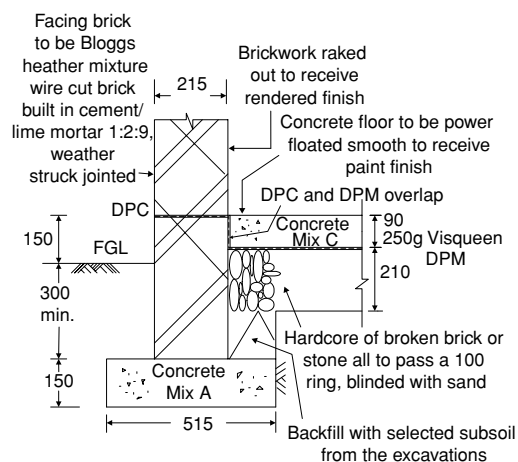 Facing brick
to be Bloggs
heather mixture
wire cut brick
built in cement/
lime mortar 1:2:9,
weather
struck jointed
215
Brickwork raked
out to receive
rendered finish
Concrete floor to be power
floated smooth to receive
paint finish
DPC and DPM overlap
DPC
150
FGL
300
min.
150
Concrete
Mix C
90
250g Visqueen
DPM
210
Hardcore of broken brick or
stone all to pass a 100
ring, blinded with sand
Concrete
Mix A
515
Backfill with selected subsoil
from the excavations